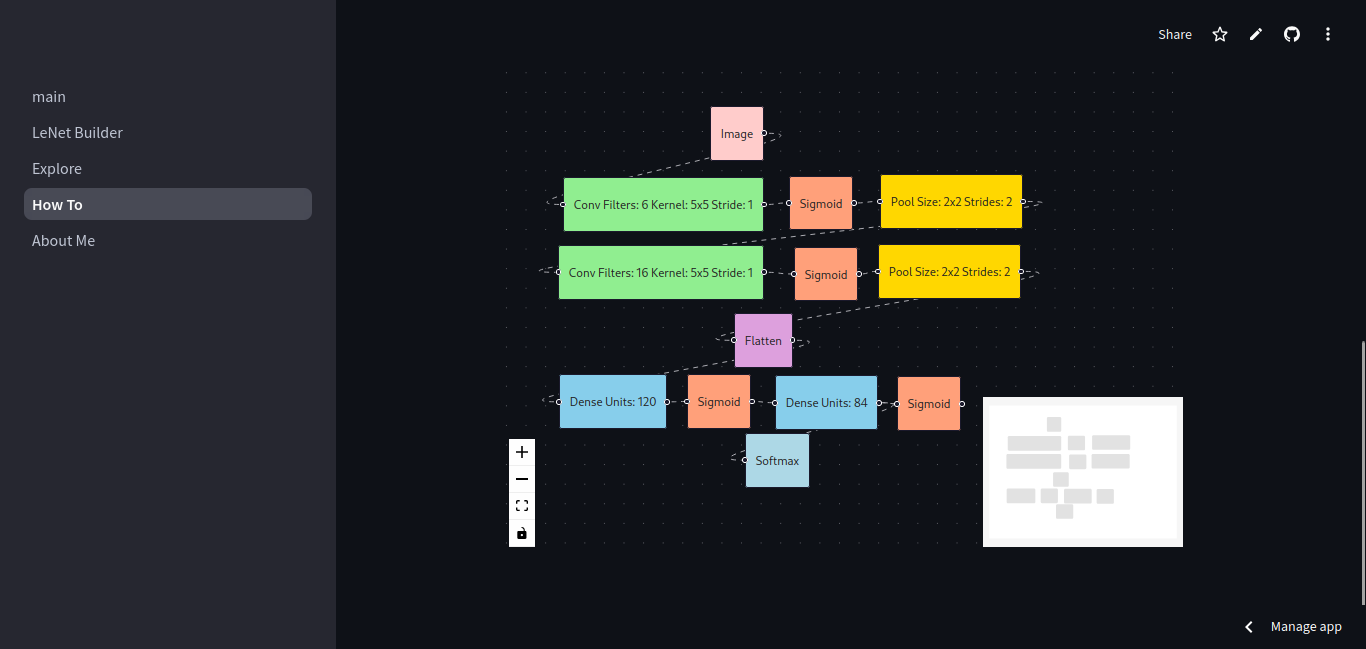 Share
main
LeNet Builder
Explore
How To
About Me
Image
Conv Filters: 6 Kernel: 5x5 Stride: 1
Sigmoid
Pool Size: 2x2 Strides: 2
Conv Filters: 16 Kernel: 5x5 Stride: 1
Sigmoid
Pool Size: 2x2 Strides: 2
Flatten
Dense Units: 120
Sigmoid
Dense Units: 84
Sigmoid
Softmax
Manage app